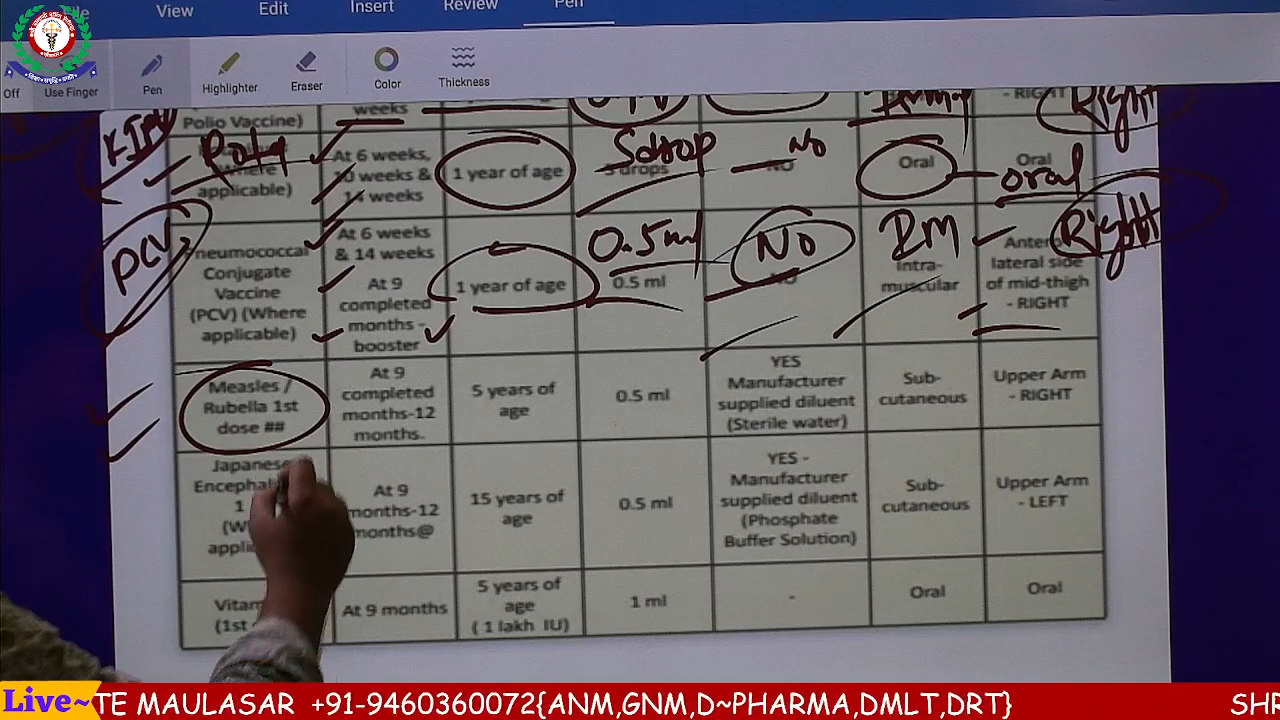 View Edit Insert Review Pen
Off Use Finger Pen Highlighter Eraser Color Thickness
Polio Vaccine)
weeks
- RIGHT
Right
applicable)
At 6 weeks,
10 weeks &
14 weeks
1 year of age
5 drops
5drop
NO
No
Oral
Oral
oral
PCV
Pneumococcal
Conjugate
Vaccine
(PCV) (Where
applicable)
At 6 weeks
& 14 weeks
At 9
completed
months -
booster
1 year of age
0.5ml
0.5 ml
No
NO
IM
Intra-
muscular
Antero
lateral side
of mid-thigh
- RIGHT
Right
Measles /
Rubella 1st
dose ##
At 9
completed
months-12
months.
5 years of
age
0.5 ml
YES
Manufacturer
supplied diluent
(Sterile water)
Sub-
cutaneous
Upper Arm
- RIGHT
Japanese
1
At 9
months-12
months@
15 years of
age
0.5 ml
YES -
Manufacturer
supplied diluent
(Phosphate
Buffer Solution)
Sub-
cutaneous
Upper Arm
- LEFT
(1st
At 9 months
5 years of
age
( 1 lakh IU)
1 ml
-
Oral
Oral
Live~ TE MAULASAR +91-9460360072{ANM,GNM,D~PHARMA,DMLT,DRT} SHR